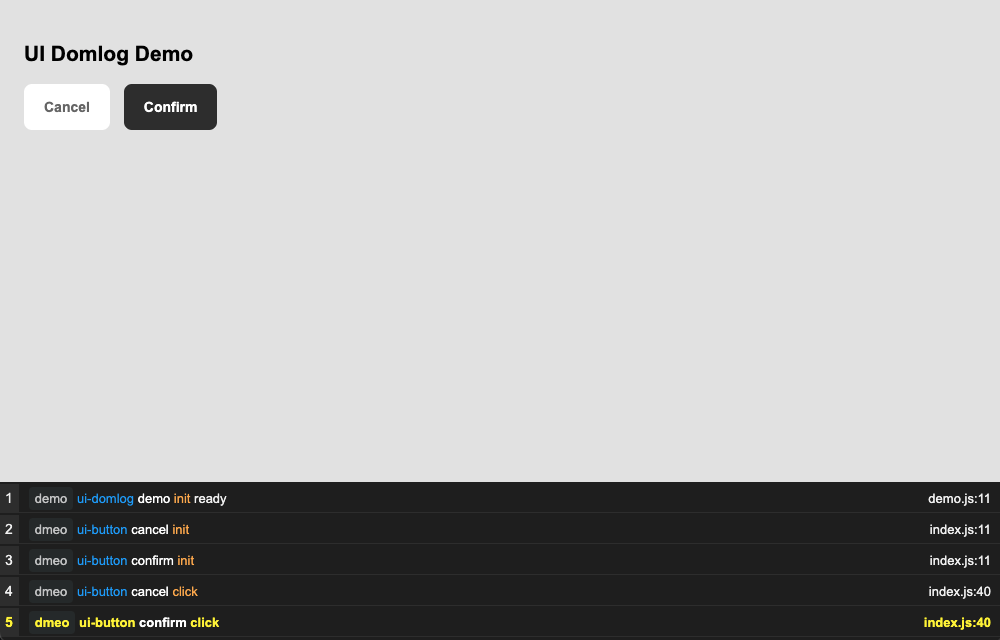 UI Domlog Demo
Cancel Confirm
1 demo ui-domlog demo init ready demo.js:11
2 dmeo ui-button cancel init index.js:11
3 dmeo ui-button confirm init index.js:11
4 dmeo ui-button cancel click index.js:40
5 dmeo ui-button confirm click index.js:40